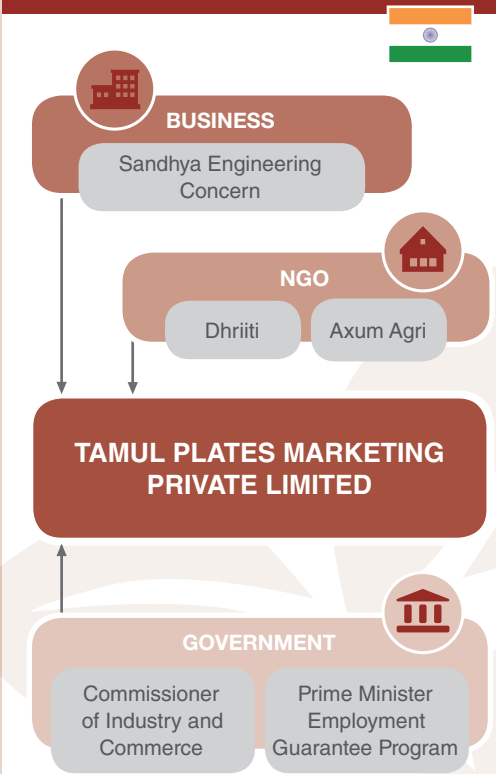 BUSINESS
Sandhya Engineering
Concern
NGO
Dhriiti
Axum Agri
TAMUL PLATES MARKETING
PRIVATE LIMITED
GOVERNMENT
Commissioner
of Industry and
Commerce
Prime Minister
Employment
Guarantee Program